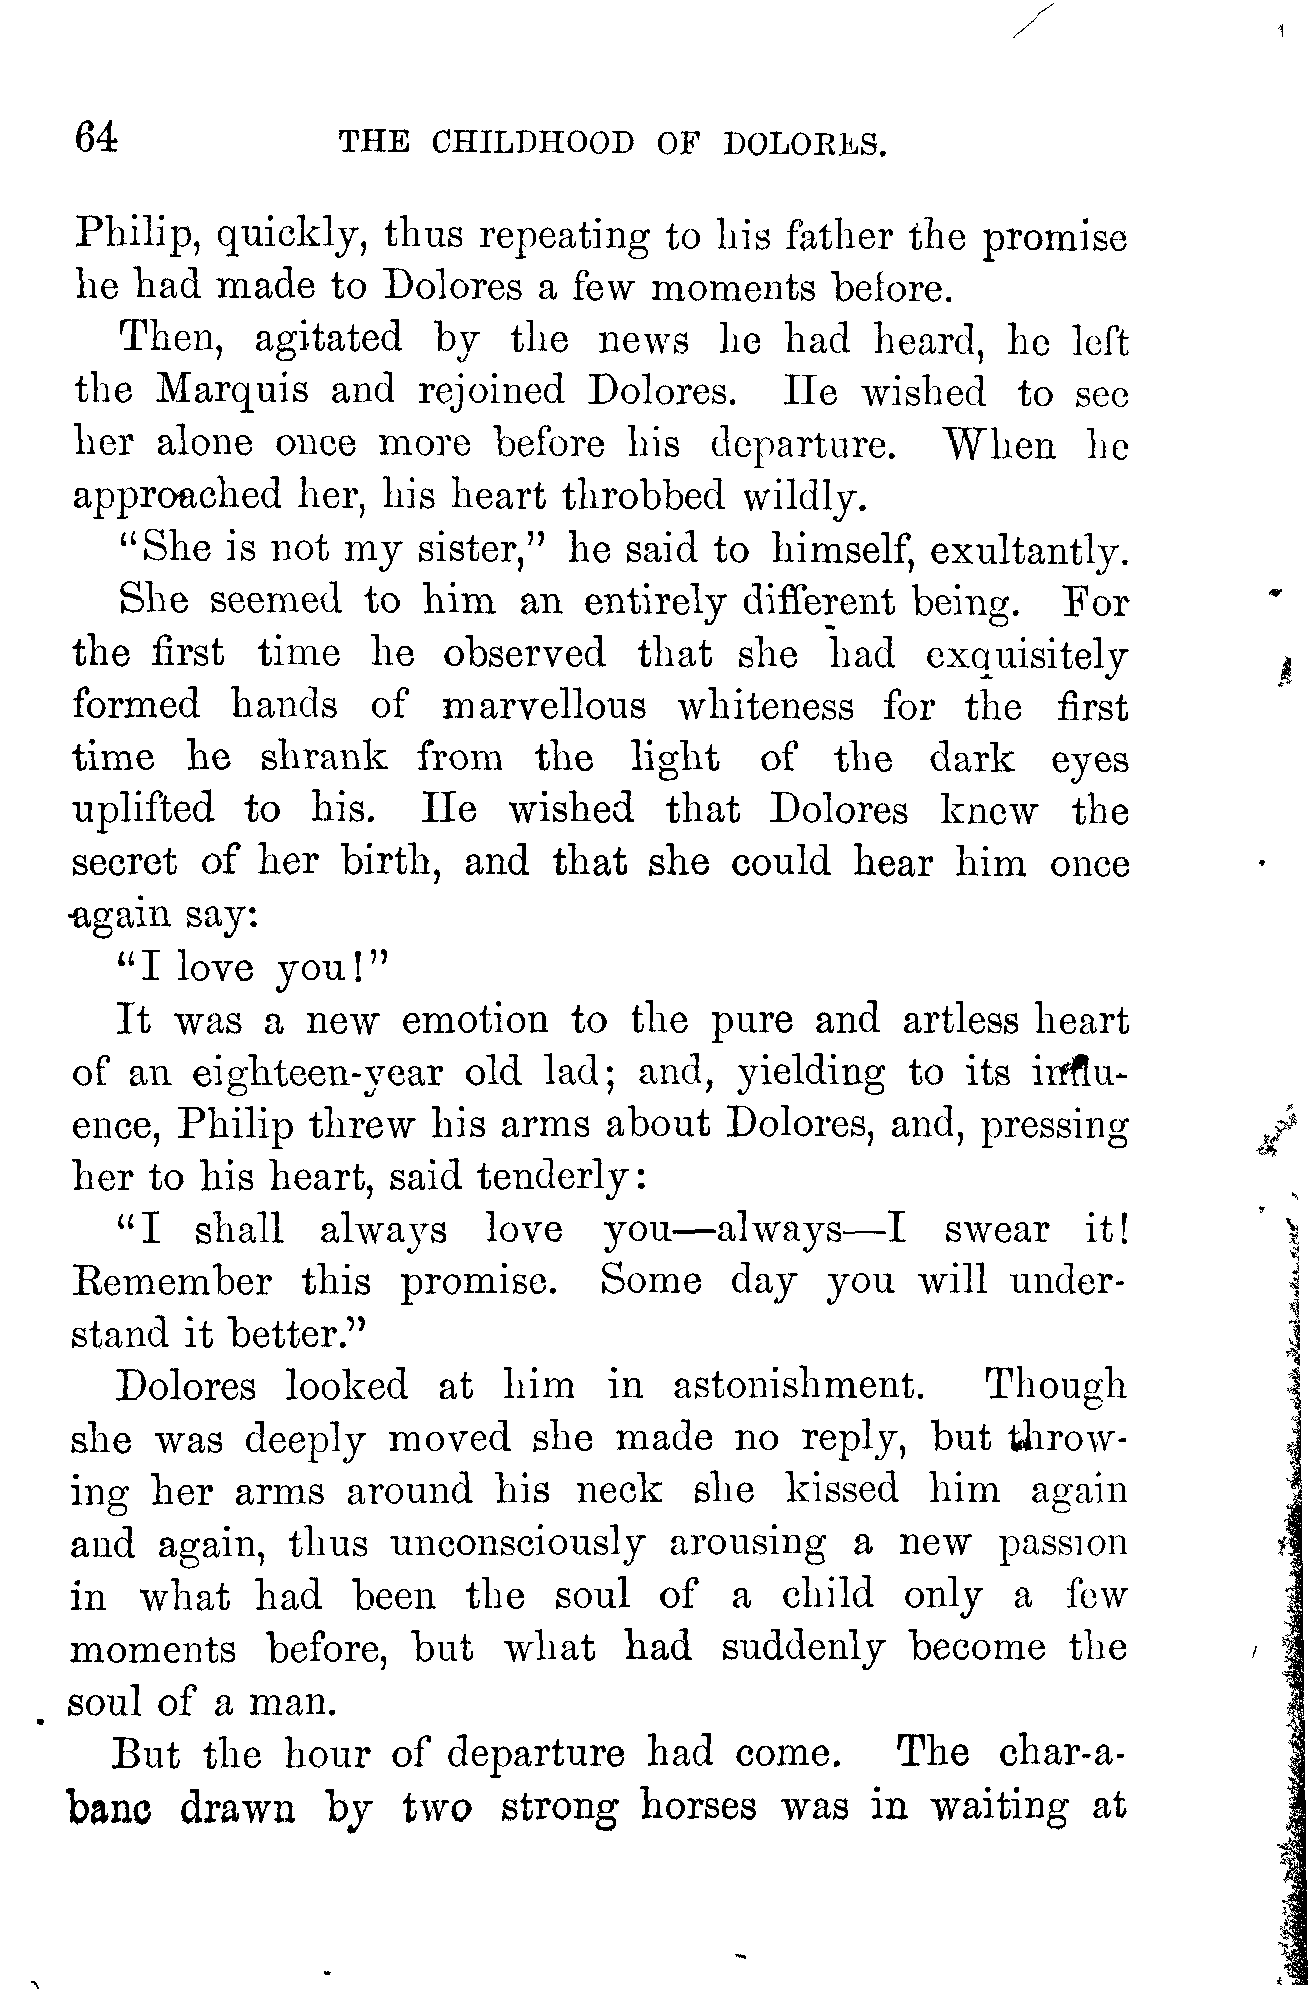 64 THE CHILDHOOD OF DOLORES.
Philip, quickly, thus repeating to his father the promise
he had made to Dolores a few moments before.
Then, agitated by the news he had heard, he left
the Marquis and rejoined Dolores. He wished to see
her alone once more before his departure. When he
approached her, his heart throbbed wildly.
"She is not my sister," he said to himself, exultantly.
She seemed to him an entirely different being. For
the first time he observed that she had exquisitely
formed hands of marvellous whiteness for the first
time he shrank from the light of the dark eyes
uplifted to his. He wished that Dolores knew the
secret of her birth, and that she could hear him once
again say:
"I love you!"
It was a new emotion to the pure and artless heart
of an eighteen-year old lad; and, yielding to its influ-
ence, Philip threw his arms about Dolores, and, pressing
her to his heart, said tenderly:
"I shall always love you—always—I swear it!
Remember this promise. Some day you will under-
stand it better."
Dolores looked at him in astonishment. Though
she was deeply moved she made no reply, but throw-
ing her arms around his neck she kissed him again
and again, thus unconsciously arousing a new passion
in what had been the soul of a child only a few
moments before, but what had suddenly become the
soul of a man.
But the hour of departure had come. The char-a-
banc drawn by two strong horses was in waiting at